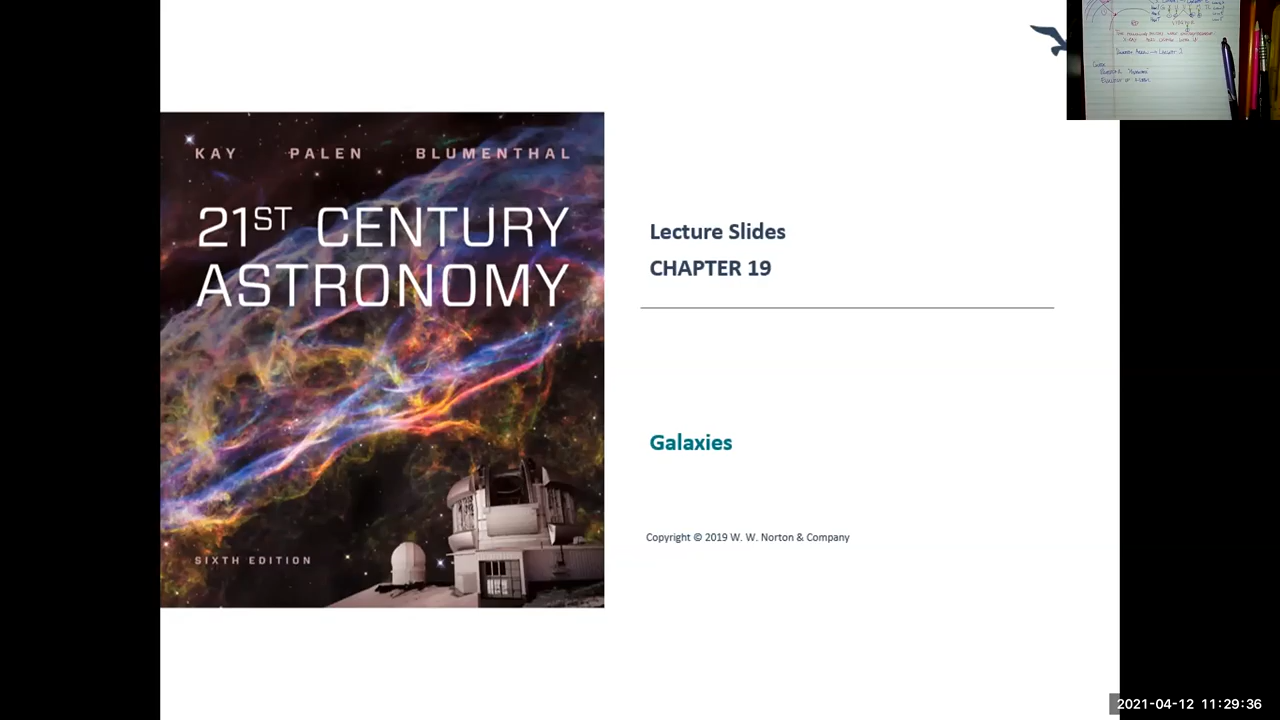 KAY PALEN BLUMENTHAL
21ST CENTURY
ASTRONOMY
SIXTH EDITION
Lecture Slides
CHAPTER 19
Galaxies
Copyright © 2019 W. W. Norton & Company
2021-04-12 11:29:36